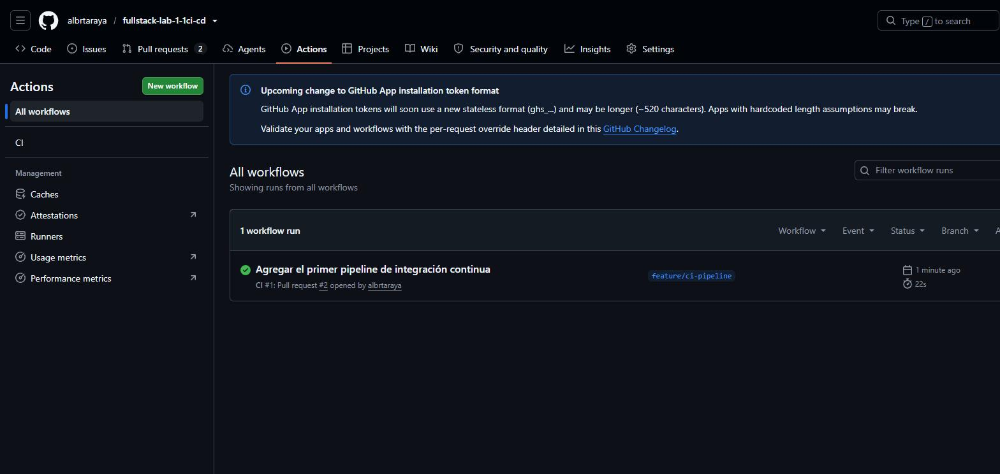 albrtaraya / fullstack-lab-1-1ci-cd
Type / to search
Code Issues Pull requests 2 Agents Actions Projects Wiki Security and quality Insights Settings
Actions
New workflow
All workflows
CI
Management
Caches
Attestations
Runners
Usage metrics
Performance metrics
Upcoming change to GitHub App installation token format
GitHub App installation tokens will soon use a new stateless format (ghs_...) and may be longer (~520 characters). Apps with hardcoded length assumptions may break.
Validate your apps and workflows with the per-request override header detailed in this GitHub Changelog.
All workflows
Showing runs from all workflows
Filter workflow runs
1 workflow run
Workflow Event Status Branch
Agregar el primer pipeline de integración continua
CI #1: Pull request #2 opened by albrtaraya
feature/ci-pipeline
1 minute ago
22s